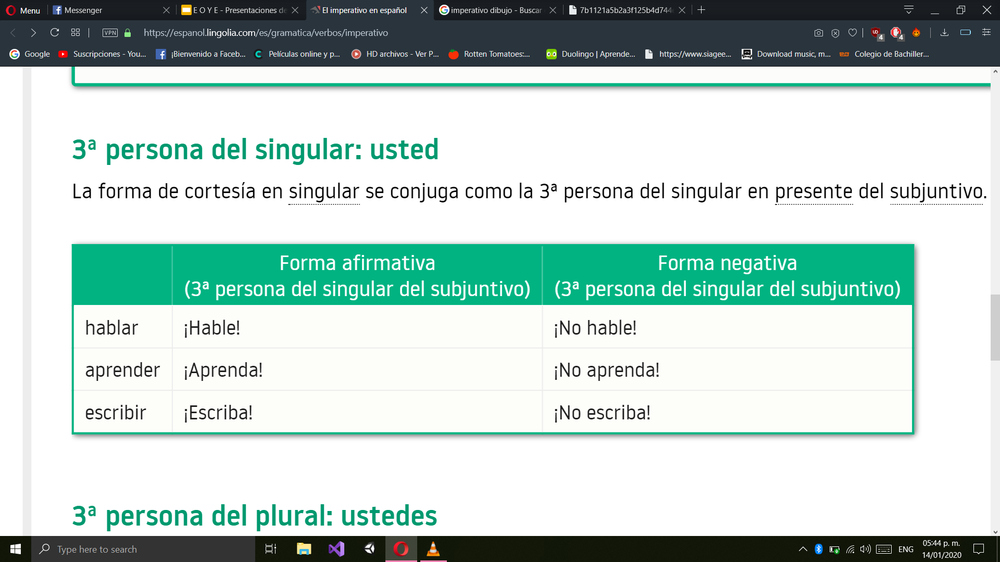 Menu
Messenger
E O Y E - Presentaciones de
El imperativo en español
imperativo dibujo - Buscar
7b1121a5b2a3f125b4d744
VPN
https://espanol.lingolia.com/es/gramatica/verbos/imperativo
4
4
Google
Suscripciones - You...
¡Bienvenido a Faceb...
Películas online y p...
HD archivos - Ver P...
Rotten Tomatoes:...
Duolingo | Aprende...
https://www.siagee...
Download music, m...
Colegio de Bachiller...
3ª persona del singular: usted
La forma de cortesía en singular se conjuga como la 3ª persona del singular en presente del subjuntivo.
Forma afirmativa
(3ª persona del singular del subjuntivo)
Forma negativa
(3ª persona del singular del subjuntivo)
hablar ¡Hable! ¡No hable!
aprender ¡Aprenda! ¡No aprenda!
escribir ¡Escriba! ¡No escriba!
3ª persona del plural: ustedes
Type here to search
ENG
05:44 p. m.
14/01/2020